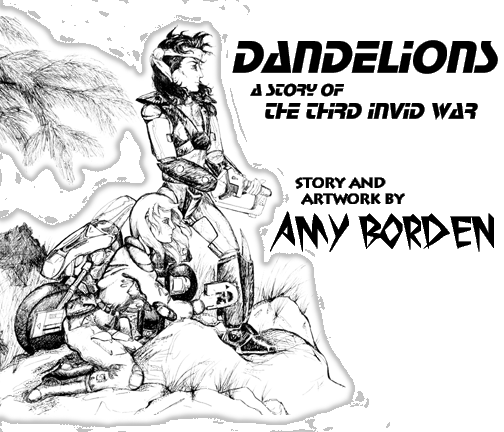 DANDELIONS
A STORY OF
THE THIRD INVID WAR
STORY AND
ARTWORK BY
AMY BORDEN